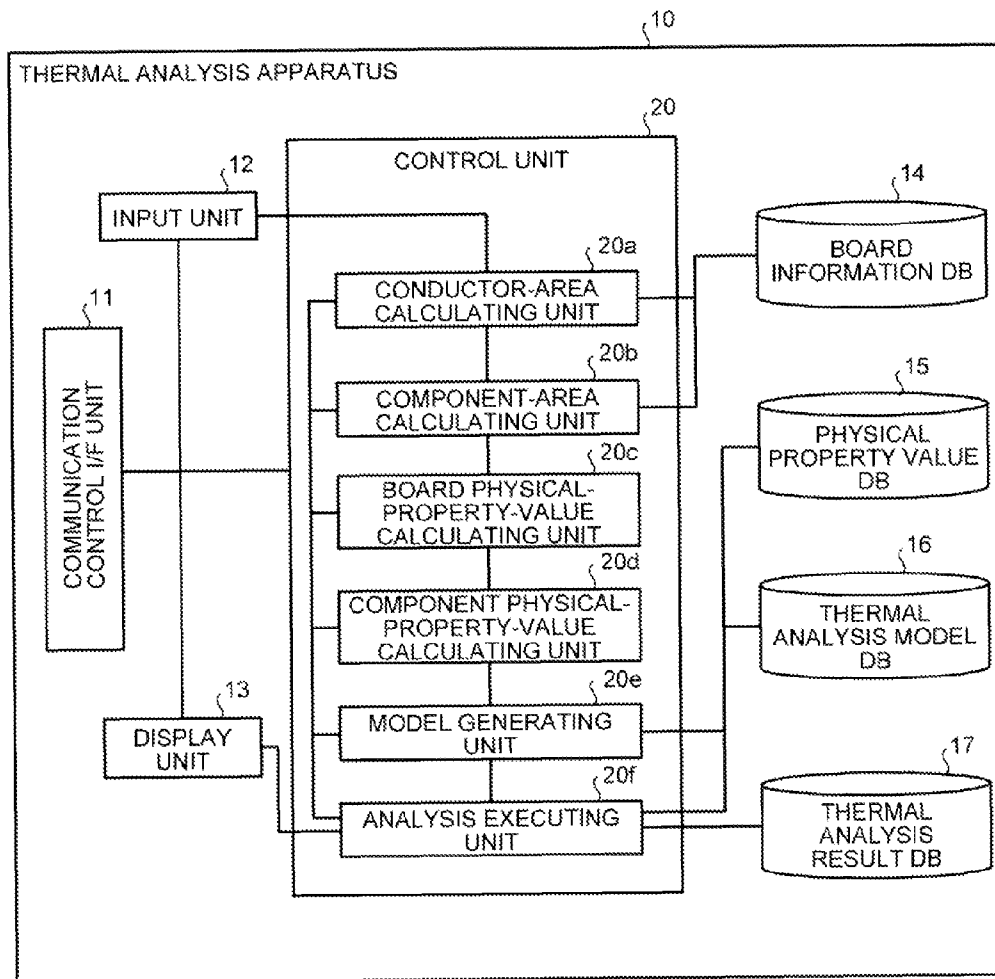 10
THERMAL ANALYSIS APPARATUS
20
CONTROL UNIT
12
INPUT UNIT
11
COMMUNICATION
CONTROL I/F UNIT
13
DISPLAY
UNIT
20a
CONDUCTOR-AREA
CALCULATING UNIT
20b
COMPONENT-AREA
CALCULATING UNIT
20c
BOARD PHYSICAL-
PROPERTY-VALUE
CALCULATING UNIT
20d
COMPONENT PHYSICAL-
PROPERTY-VALUE
CALCULATING UNIT
20e
MODEL GENERATING
UNIT
20f
ANALYSIS EXECUTING
UNIT
14
BOARD
INFORMATION DB
15
PHYSICAL
PROPERTY VALUE
DB
16
THERMAL
ANALYSIS MODEL
DB
17
THERMAL
ANALYSIS
RESULT DB